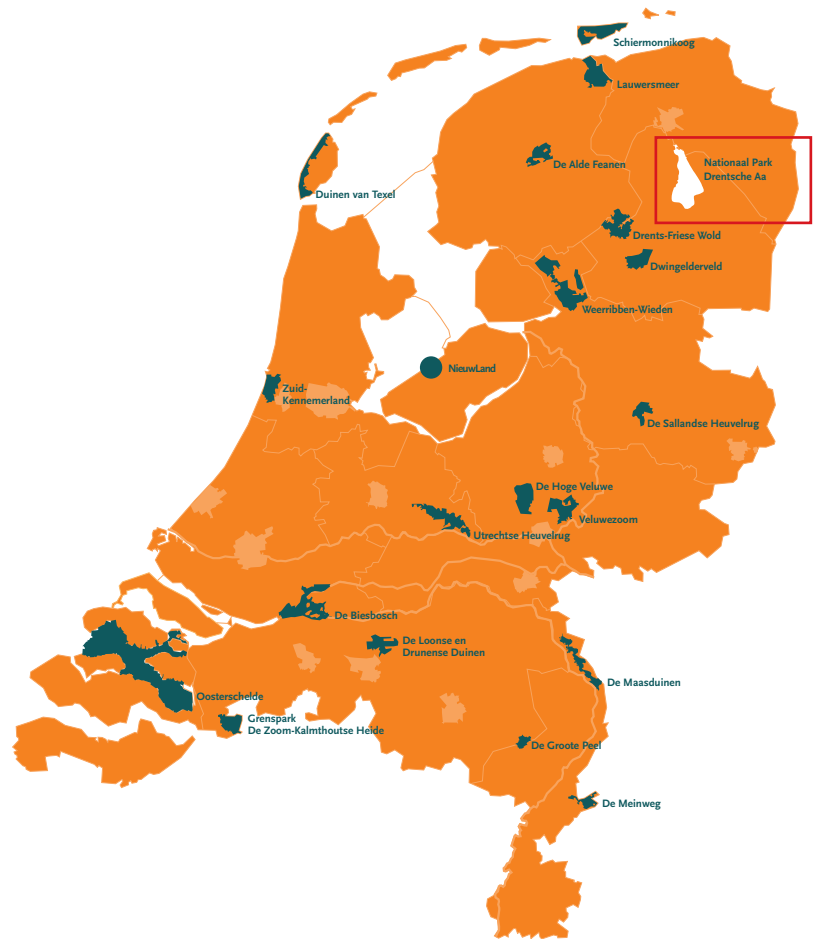 Schiermonnikoog
Lauwersmeer
De Alde Feanen
Nationaal Park
Drentsche Aa
Duinen van Texel
Drents-Friese Wold
Dwingelderveld
Weerribben-Wieden
NieuwLand
Zuid-
Kennemerland
De Sallandse Heuvelrug
De Hoge Veluwe
Veluwezoom
Utrechtse Heuvelrug
De Biesbosch
De Loonse en
Drunense Duinen
De Maasduinen
Oosterschelde
Grenspark
De Zoom-Kalmthoutse Heide
De Groote Peel
De Meinweg